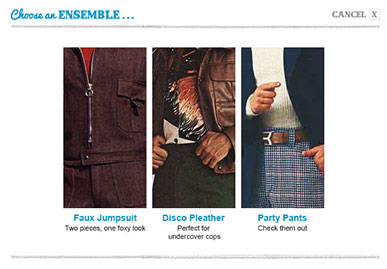 Choose an ENSEMBLE...
CANCEL X
Faux Jumpsuit
Two pieces, one foxy look
Disco Pleather
Perfect for
undercover cops
Party Pants
Check them out